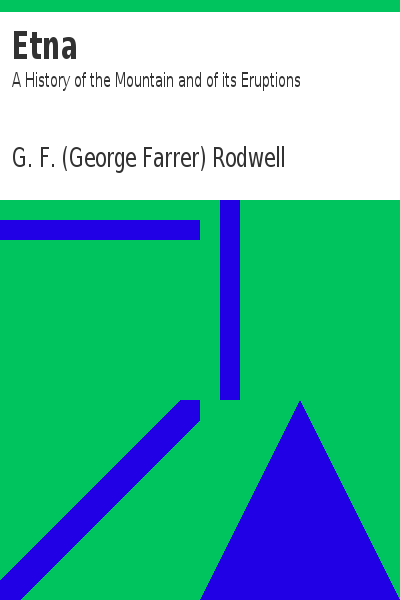 Etna
A History of the Mountain and of its Eruptions
G. F. (George Farrer) Rodwell